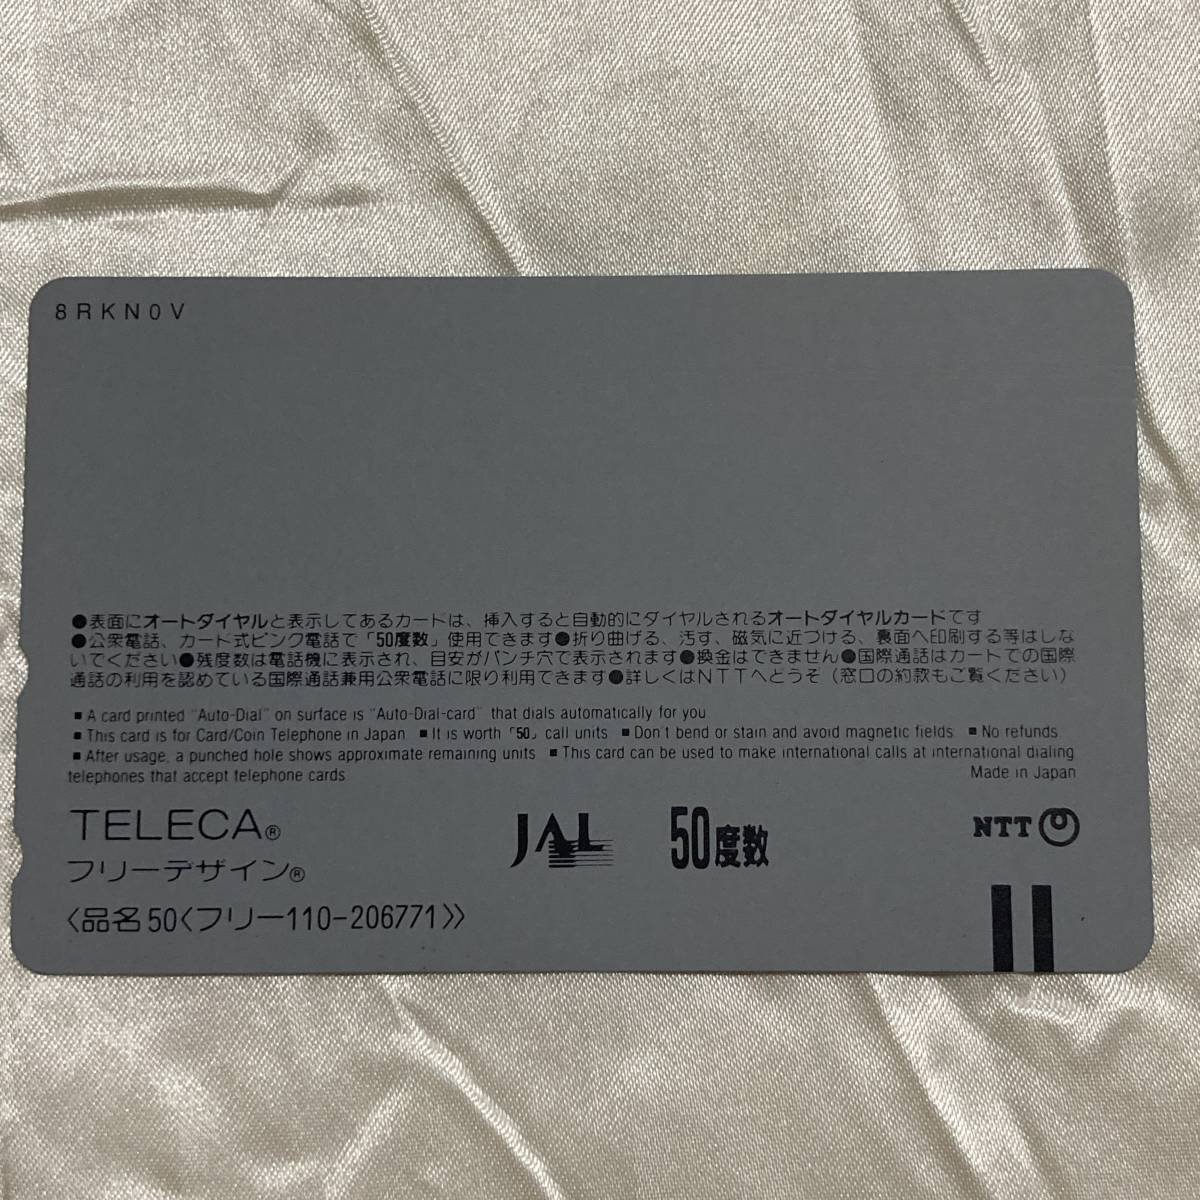 8RKN0V
●表面にオートダイヤルと表示してあるカードは、挿入すると自動的にダイヤルされるオートダイヤルカードです
●公衆電話、カード式ピンク電話で「50度数」使用できます●折り曲げる、汚す、磁気に近づける、裏面へ印刷する等はしな
いでください●残度数は電話機に表示され、目安がパンチ穴で表示されます●換金はできません●国際通話はカードでの国際
通話の利用を認めている国際通話兼用公衆電話に限り利用できます●詳しくはNTTへどうぞ（窓口の約款もご覧ください）
■ A card printed "Auto-Dial" on surface is "Auto-Dial-card" that dials automatically for you
■ This card is for Card/Coin Telephone in Japan ■ It is worth「50」call units ■ Don't bend or stain and avoid magnetic fields ■ No refunds
■ After usage, a punched hole shows approximate remaining units ■ This card can be used to make international calls at international dialing
telephones that accept telephone cards
Made in Japan
TELECA® JAL 50度数 NTT
フリーデザイン®
〈品名50〈フリー110-206771〉〉